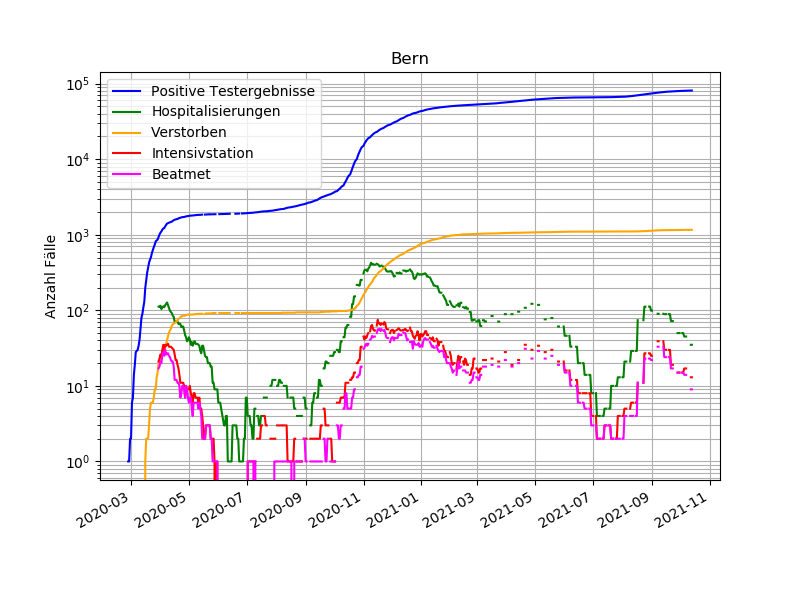 Bern
Anzahl Fälle
10^5
10^4
10^3
10^2
10^1
10^0
Positive Testergebnisse
Hospitalisierungen
Verstorben
Intensivstation
Beatmet
2020-03
2020-05
2020-07
2020-09
2020-11
2021-01
2021-03
2021-05
2021-07
2021-09
2021-11